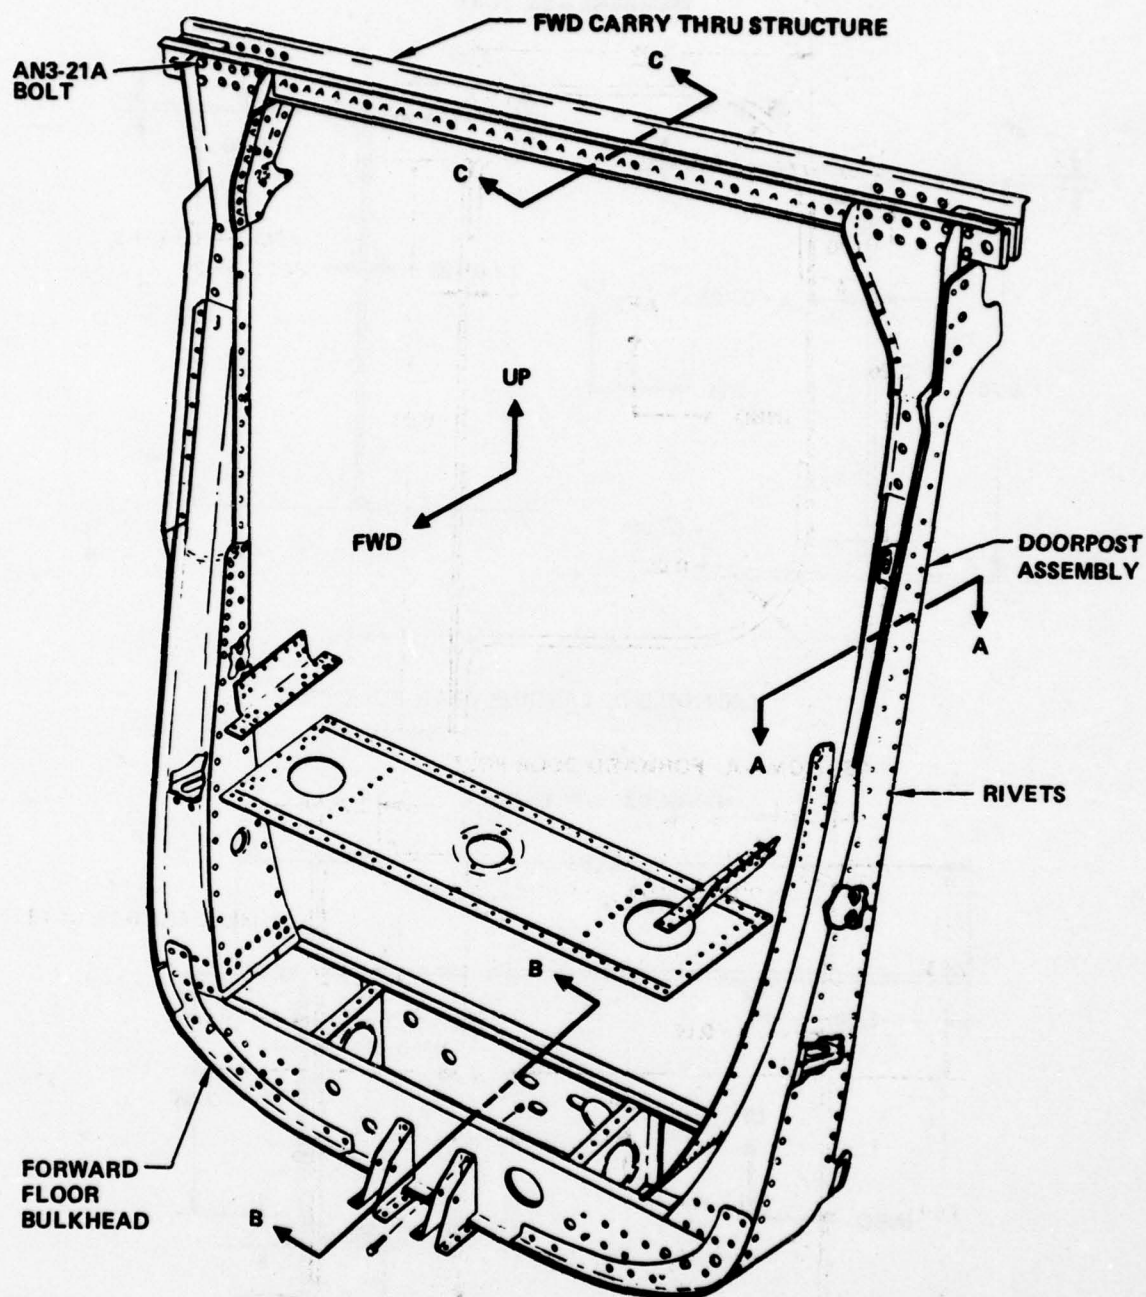 FWD CARRY THRU STRUCTURE
AN3-21A
BOLT
C
C
UP
FWD
DOORPOST
ASSEMBLY
A
A
RIVETS
B
FORWARD
FLOOR
BULKHEAD
B